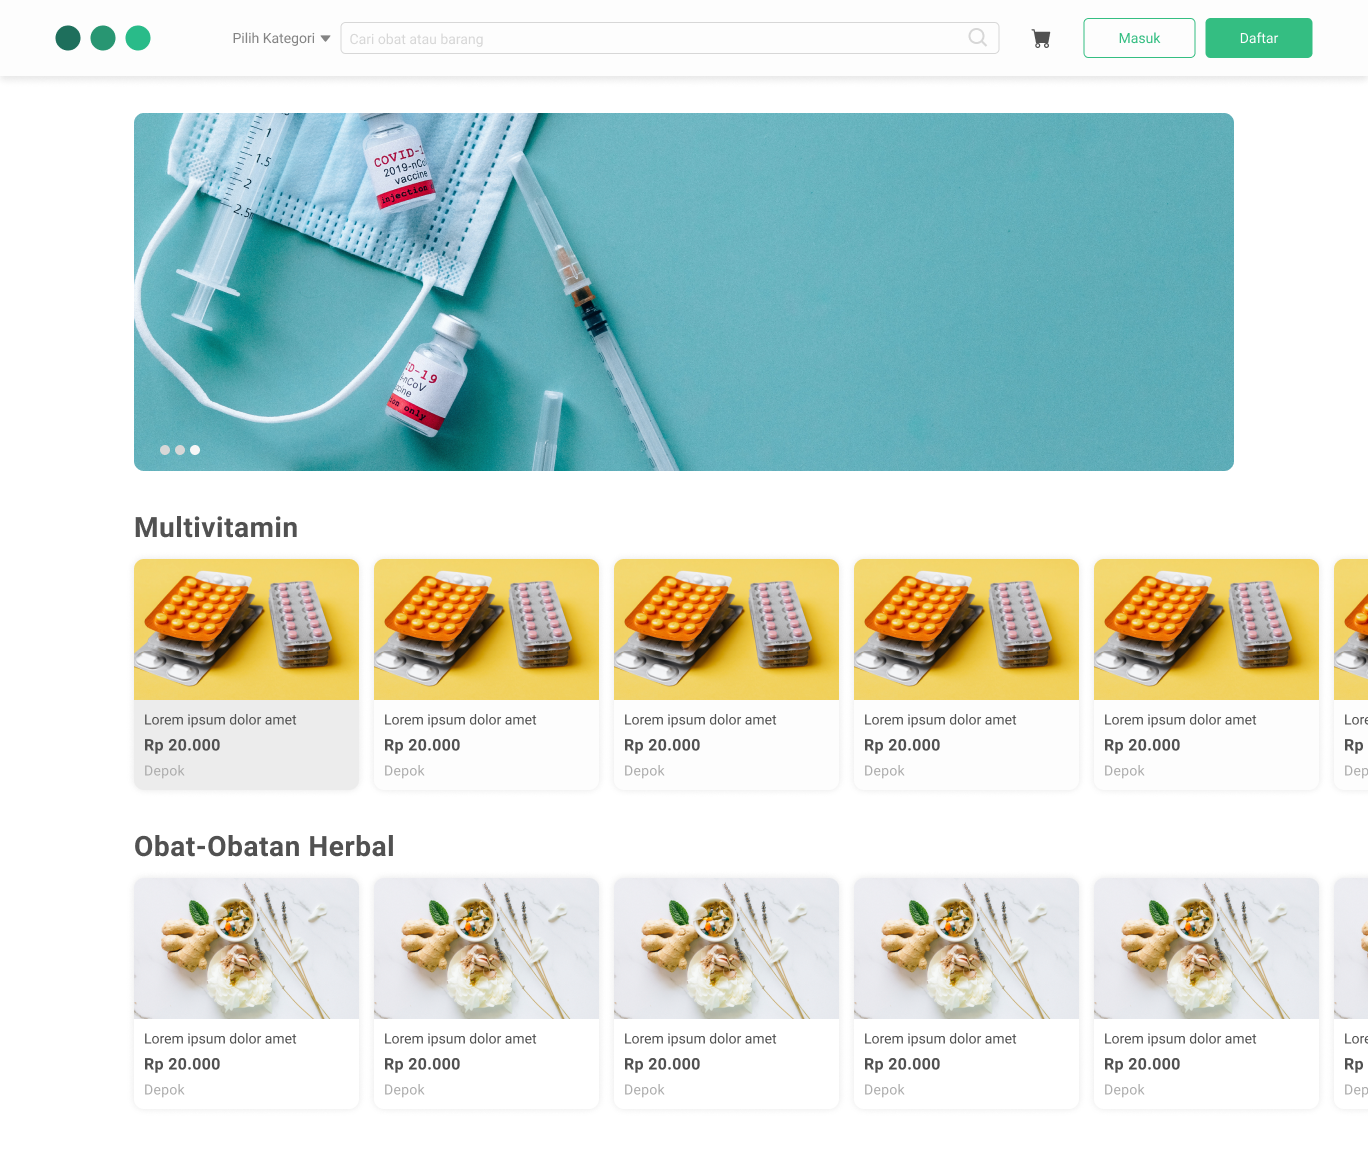 Pilih Kategori
Cari obat atau barang
Masuk
Daftar
1
1.5
2
2.5
COVID-1
2019-nCo
vaccine
injection
ID-19
-nCoV
cine
ion only
Multivitamin
Lorem ipsum dolor amet Lorem ipsum dolor amet Lorem ipsum dolor amet Lorem ipsum dolor amet Lorem ipsum dolor amet Lore
Rp 20.000 Rp 20.000 Rp 20.000 Rp 20.000 Rp 20.000 Rp
Depok Depok Depok Depok Depok Dep
Obat-Obatan Herbal
Lorem ipsum dolor amet Lorem ipsum dolor amet Lorem ipsum dolor amet Lorem ipsum dolor amet Lorem ipsum dolor amet Lore
Rp 20.000 Rp 20.000 Rp 20.000 Rp 20.000 Rp 20.000 Rp
Depok Depok Depok Depok Depok Dep